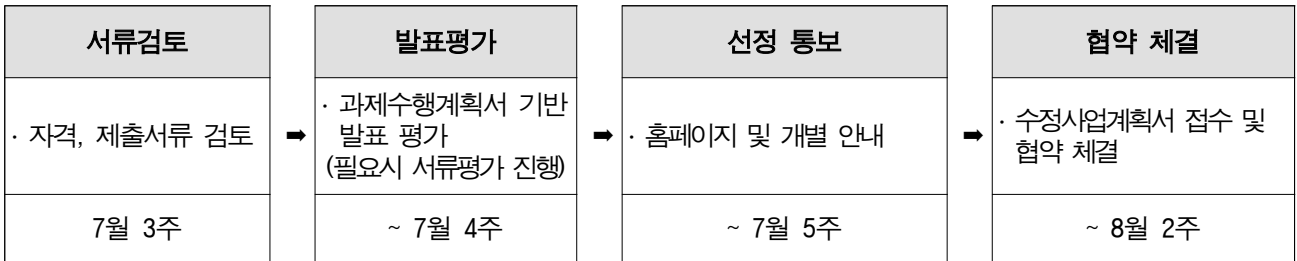 서류검토
· 자격, 제출서류 검토
7월 3주
➡
발표평가
· 과제수행계획서 기반
발표 평가
(필요시 서류평가 진행)
~ 7월 4주
➡
선정 통보
· 홈페이지 및 개별 안내
~ 7월 5주
➡
협약 체결
· 수정사업계획서 접수 및
협약 체결
~ 8월 2주